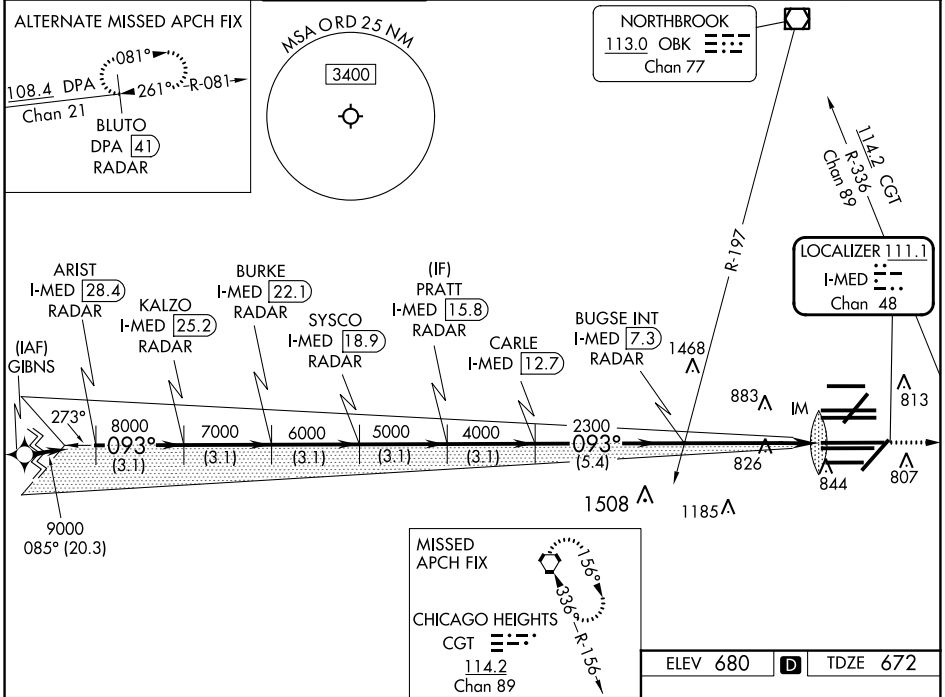 ALTERNATE MISSED APCH FIX
081°
108.4 DPA
261°
R-081
Chan 21
BLUTO
DPA 41
RADAR
MSA ORD 25 NM
3400
NORTHBROOK
113.0 OBK
Chan 77
114.2 CGT
R-336
Chan 89
R-197
LOCALIZER 111.1
I-MED
Chan 48
ARIST
I-MED 28.4
RADAR
KALZO
I-MED 25.2
RADAR
BURKE
I-MED 22.1
RADAR
SYSCO
I-MED 18.9
RADAR
(IF)
PRATT
I-MED 15.8
RADAR
CARLE
I-MED 12.7
BUGSE INT
I-MED 7.3
RADAR
1468
(IAF)
GIBNS
273°
8000
093°
(3.1)
7000
(3.1)
6000
(3.1)
5000
(3.1)
4000
(3.1)
2300
093°
(5.4)
883
IM
813
826
844
807
1508
1185
9000
085° (20.3)
MISSED
APCH FIX
156°
336°
R-156
CHICAGO HEIGHTS
CGT
114.2
Chan 89
ELEV 680 D TDZE 672